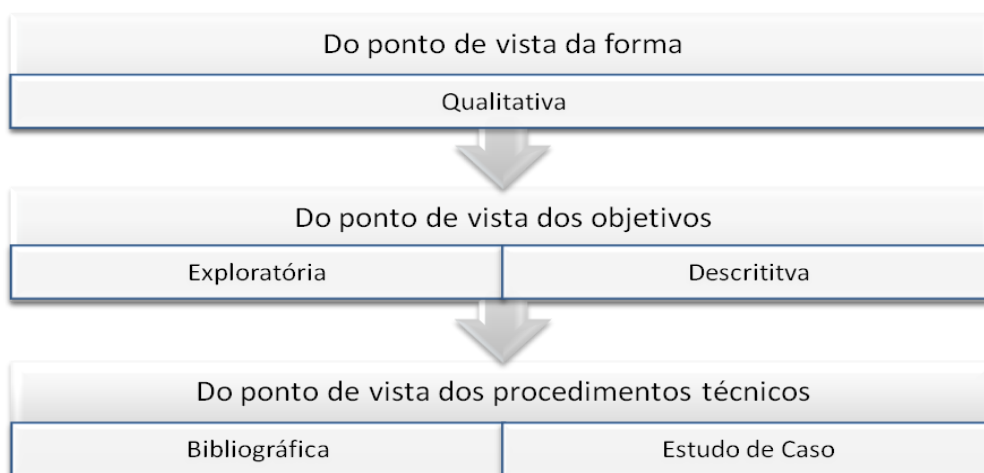 Do ponto de vista da forma
Qualitativa
Do ponto de vista dos objetivos
Exploratória
Descrititva
Do ponto de vista dos procedimentos técnicos
Bibliográfica
Estudo de Caso